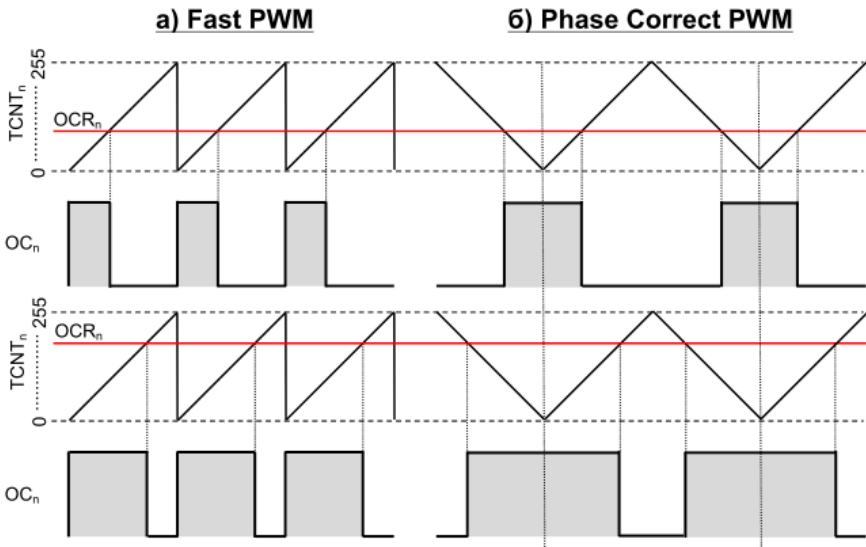 а) Fast PWM
б) Phase Correct PWM
255
TCNTn
0
OCRn
OCn
255
TCNTn
0
OCRn
OCn